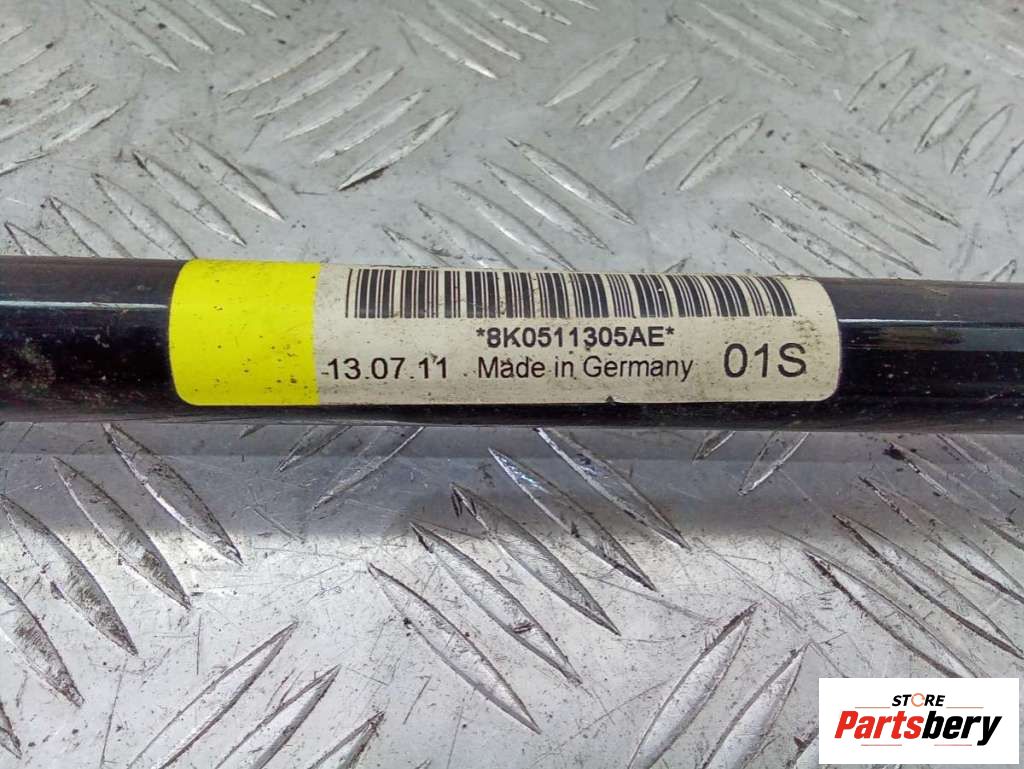 *8K0511305AE*
13.07.11 Made in Germany 01S
STORE
Partsbery